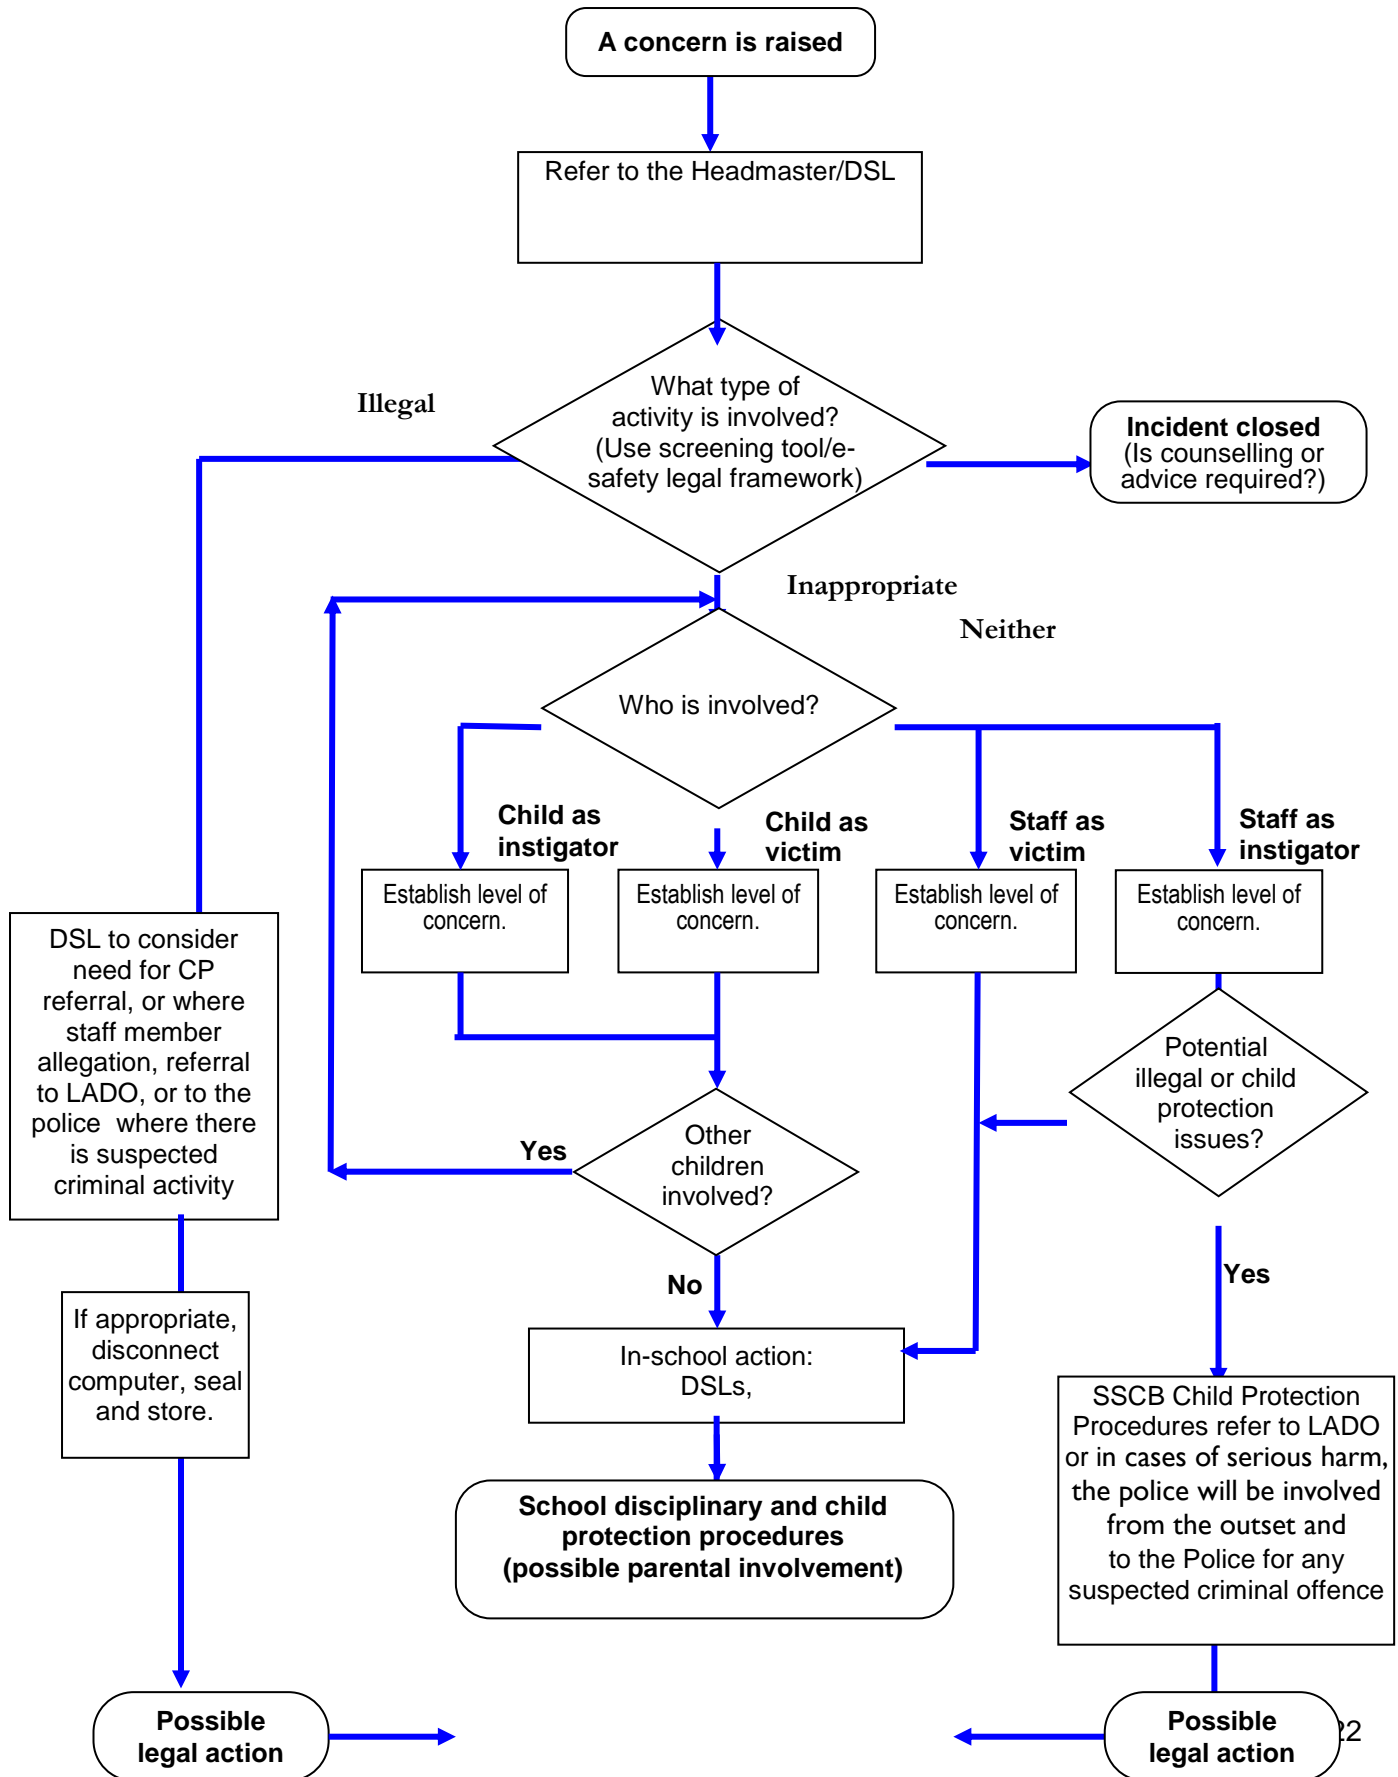 A concern is raised
Refer to the Headmaster/DSL
What type of
activity is involved?
(Use screening tool/e-
safety legal framework)
Illegal
Incident closed
(Is counselling or
advice required?)
Inappropriate
Neither
Who is involved?
Child as
instigator
Child as
victim
Staff as
victim
Staff as
instigator
Establish level of
concern.
Establish level of
concern.
Establish level of
concern.
Establish level of
concern.
DSL to consider
need for CP
referral, or where
staff member
allegation, referral
to LADO, or to the
police  where there
is suspected
criminal activity
Potential
illegal or child
protection
issues?
Other
children
involved?
Yes
No
Yes
If appropriate,
disconnect
computer, seal
and store.
In-school action:
DSLs,
SSCB Child Protection
Procedures refer to LADO
or in cases of serious harm,
the police will be involved
from the outset and
to the Police for any
suspected criminal offence
School disciplinary and child
protection procedures
(possible parental involvement)
Possible
legal action
Possible
legal action
22